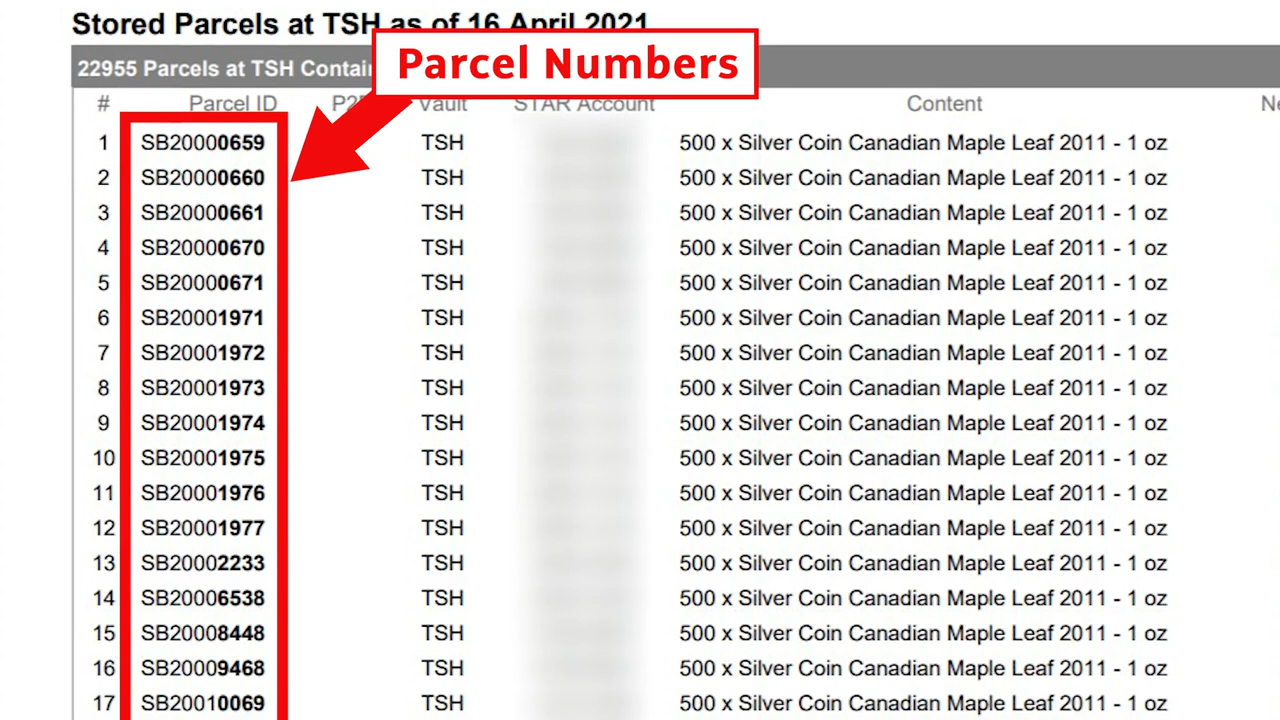 Stored Parcels at TSH as of 16 April 2021
22955 Parcels at TSH
Parcel Numbers
# Parcel ID Vault STAR Account Content
1 SB20000659 TSH 500 x Silver Coin Canadian Maple Leaf 2011 - 1 oz
2 SB20000660 TSH 500 x Silver Coin Canadian Maple Leaf 2011 - 1 oz
3 SB20000661 TSH 500 x Silver Coin Canadian Maple Leaf 2011 - 1 oz
4 SB20000670 TSH 500 x Silver Coin Canadian Maple Leaf 2011 - 1 oz
5 SB20000671 TSH 500 x Silver Coin Canadian Maple Leaf 2011 - 1 oz
6 SB20001971 TSH 500 x Silver Coin Canadian Maple Leaf 2011 - 1 oz
7 SB20001972 TSH 500 x Silver Coin Canadian Maple Leaf 2011 - 1 oz
8 SB20001973 TSH 500 x Silver Coin Canadian Maple Leaf 2011 - 1 oz
9 SB20001974 TSH 500 x Silver Coin Canadian Maple Leaf 2011 - 1 oz
10 SB20001975 TSH 500 x Silver Coin Canadian Maple Leaf 2011 - 1 oz
11 SB20001976 TSH 500 x Silver Coin Canadian Maple Leaf 2011 - 1 oz
12 SB20001977 TSH 500 x Silver Coin Canadian Maple Leaf 2011 - 1 oz
13 SB20002233 TSH 500 x Silver Coin Canadian Maple Leaf 2011 - 1 oz
14 SB20006538 TSH 500 x Silver Coin Canadian Maple Leaf 2011 - 1 oz
15 SB20008448 TSH 500 x Silver Coin Canadian Maple Leaf 2011 - 1 oz
16 SB20009468 TSH 500 x Silver Coin Canadian Maple Leaf 2011 - 1 oz
17 SB20010069 TSH 500 x Silver Coin Canadian Maple Leaf 2011 - 1 oz